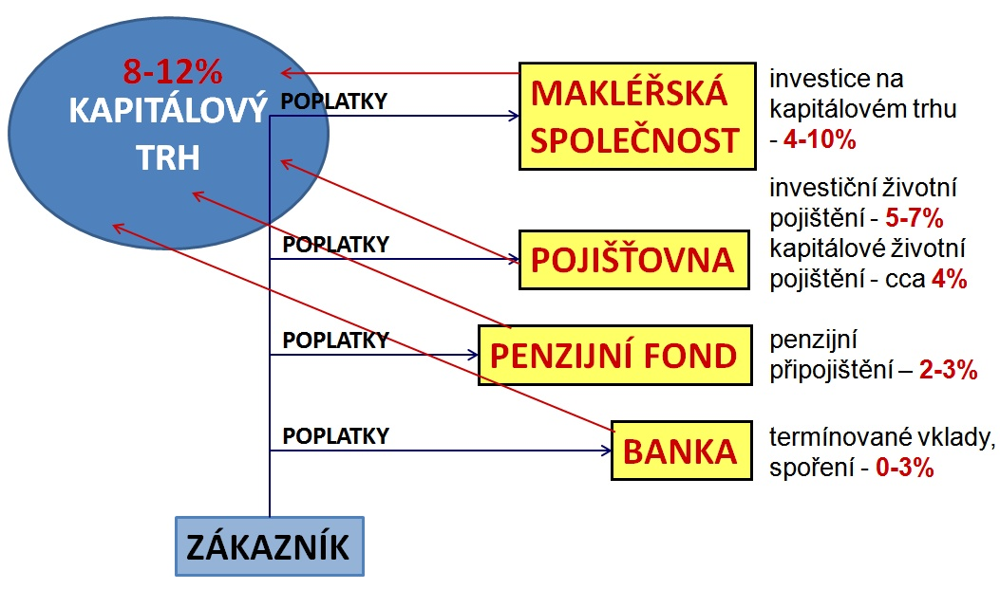 8-12%
KAPITÁLOVÝ
TRH
POPLATKY
MAKLÉŘSKÁ
SPOLEČNOST
investice na
kapitálovém trhu
- 4-10%
POPLATKY
POJIŠŤOVNA
investiční životní
pojištění - 5-7%
kapitálové životní
pojištění - cca 4%
POPLATKY
PENZIJNÍ FOND
penzijní
připojištění – 2-3%
POPLATKY
BANKA
termínované vklady,
spoření - 0-3%
ZÁKAZNÍK